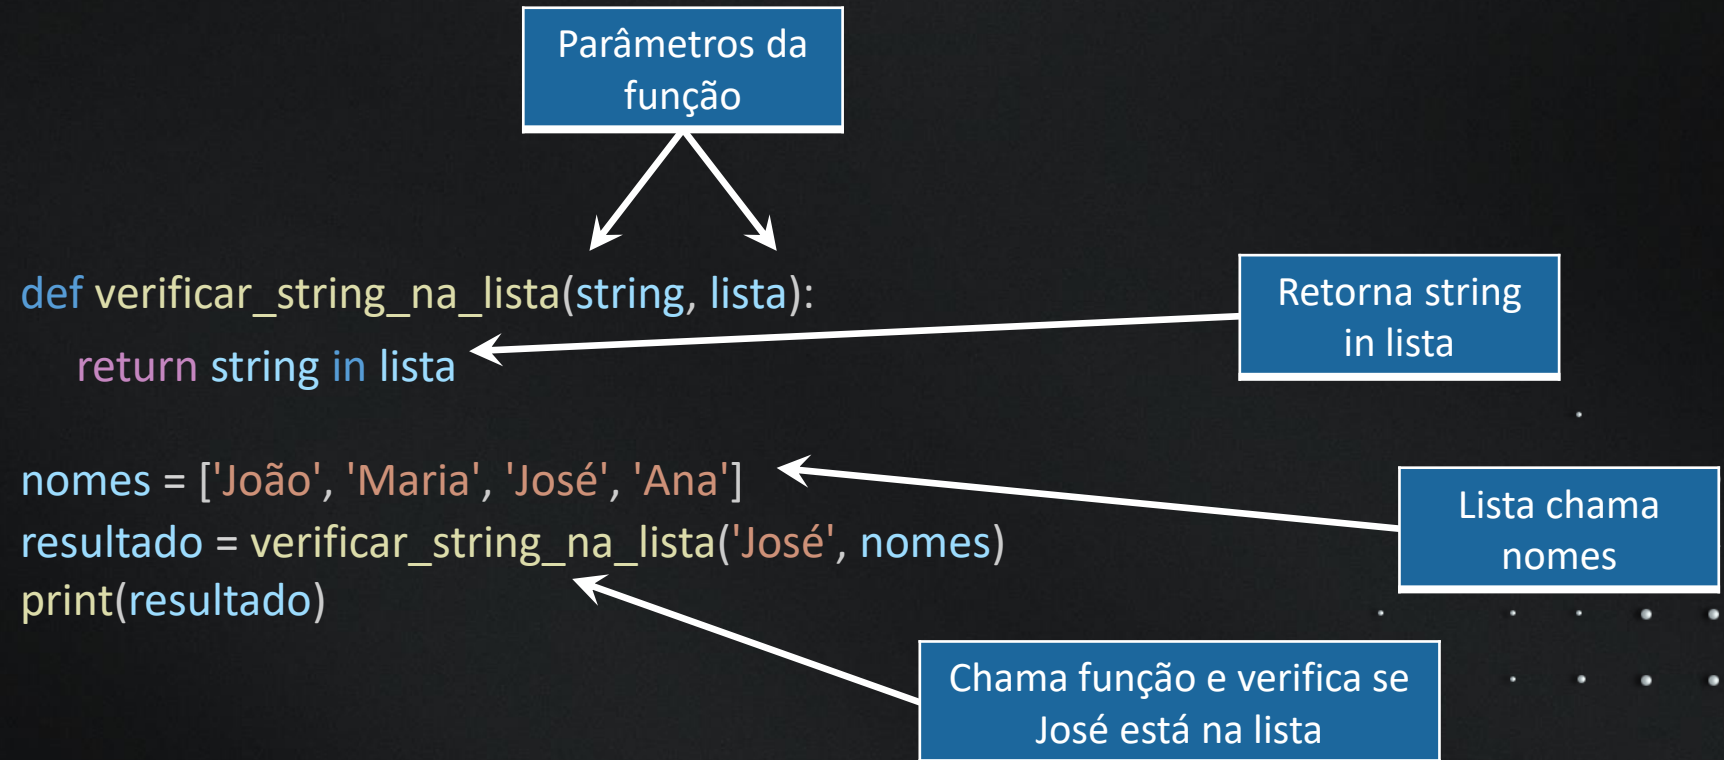 Parâmetros da
função
def verificar_string_na_lista(string, lista):
return string in lista
Retorna string
in lista
nomes = ['João', 'Maria', 'José', 'Ana']
resultado = verificar_string_na_lista('José', nomes)
print(resultado)
Lista chama
nomes
Chama função e verifica se
José está na lista